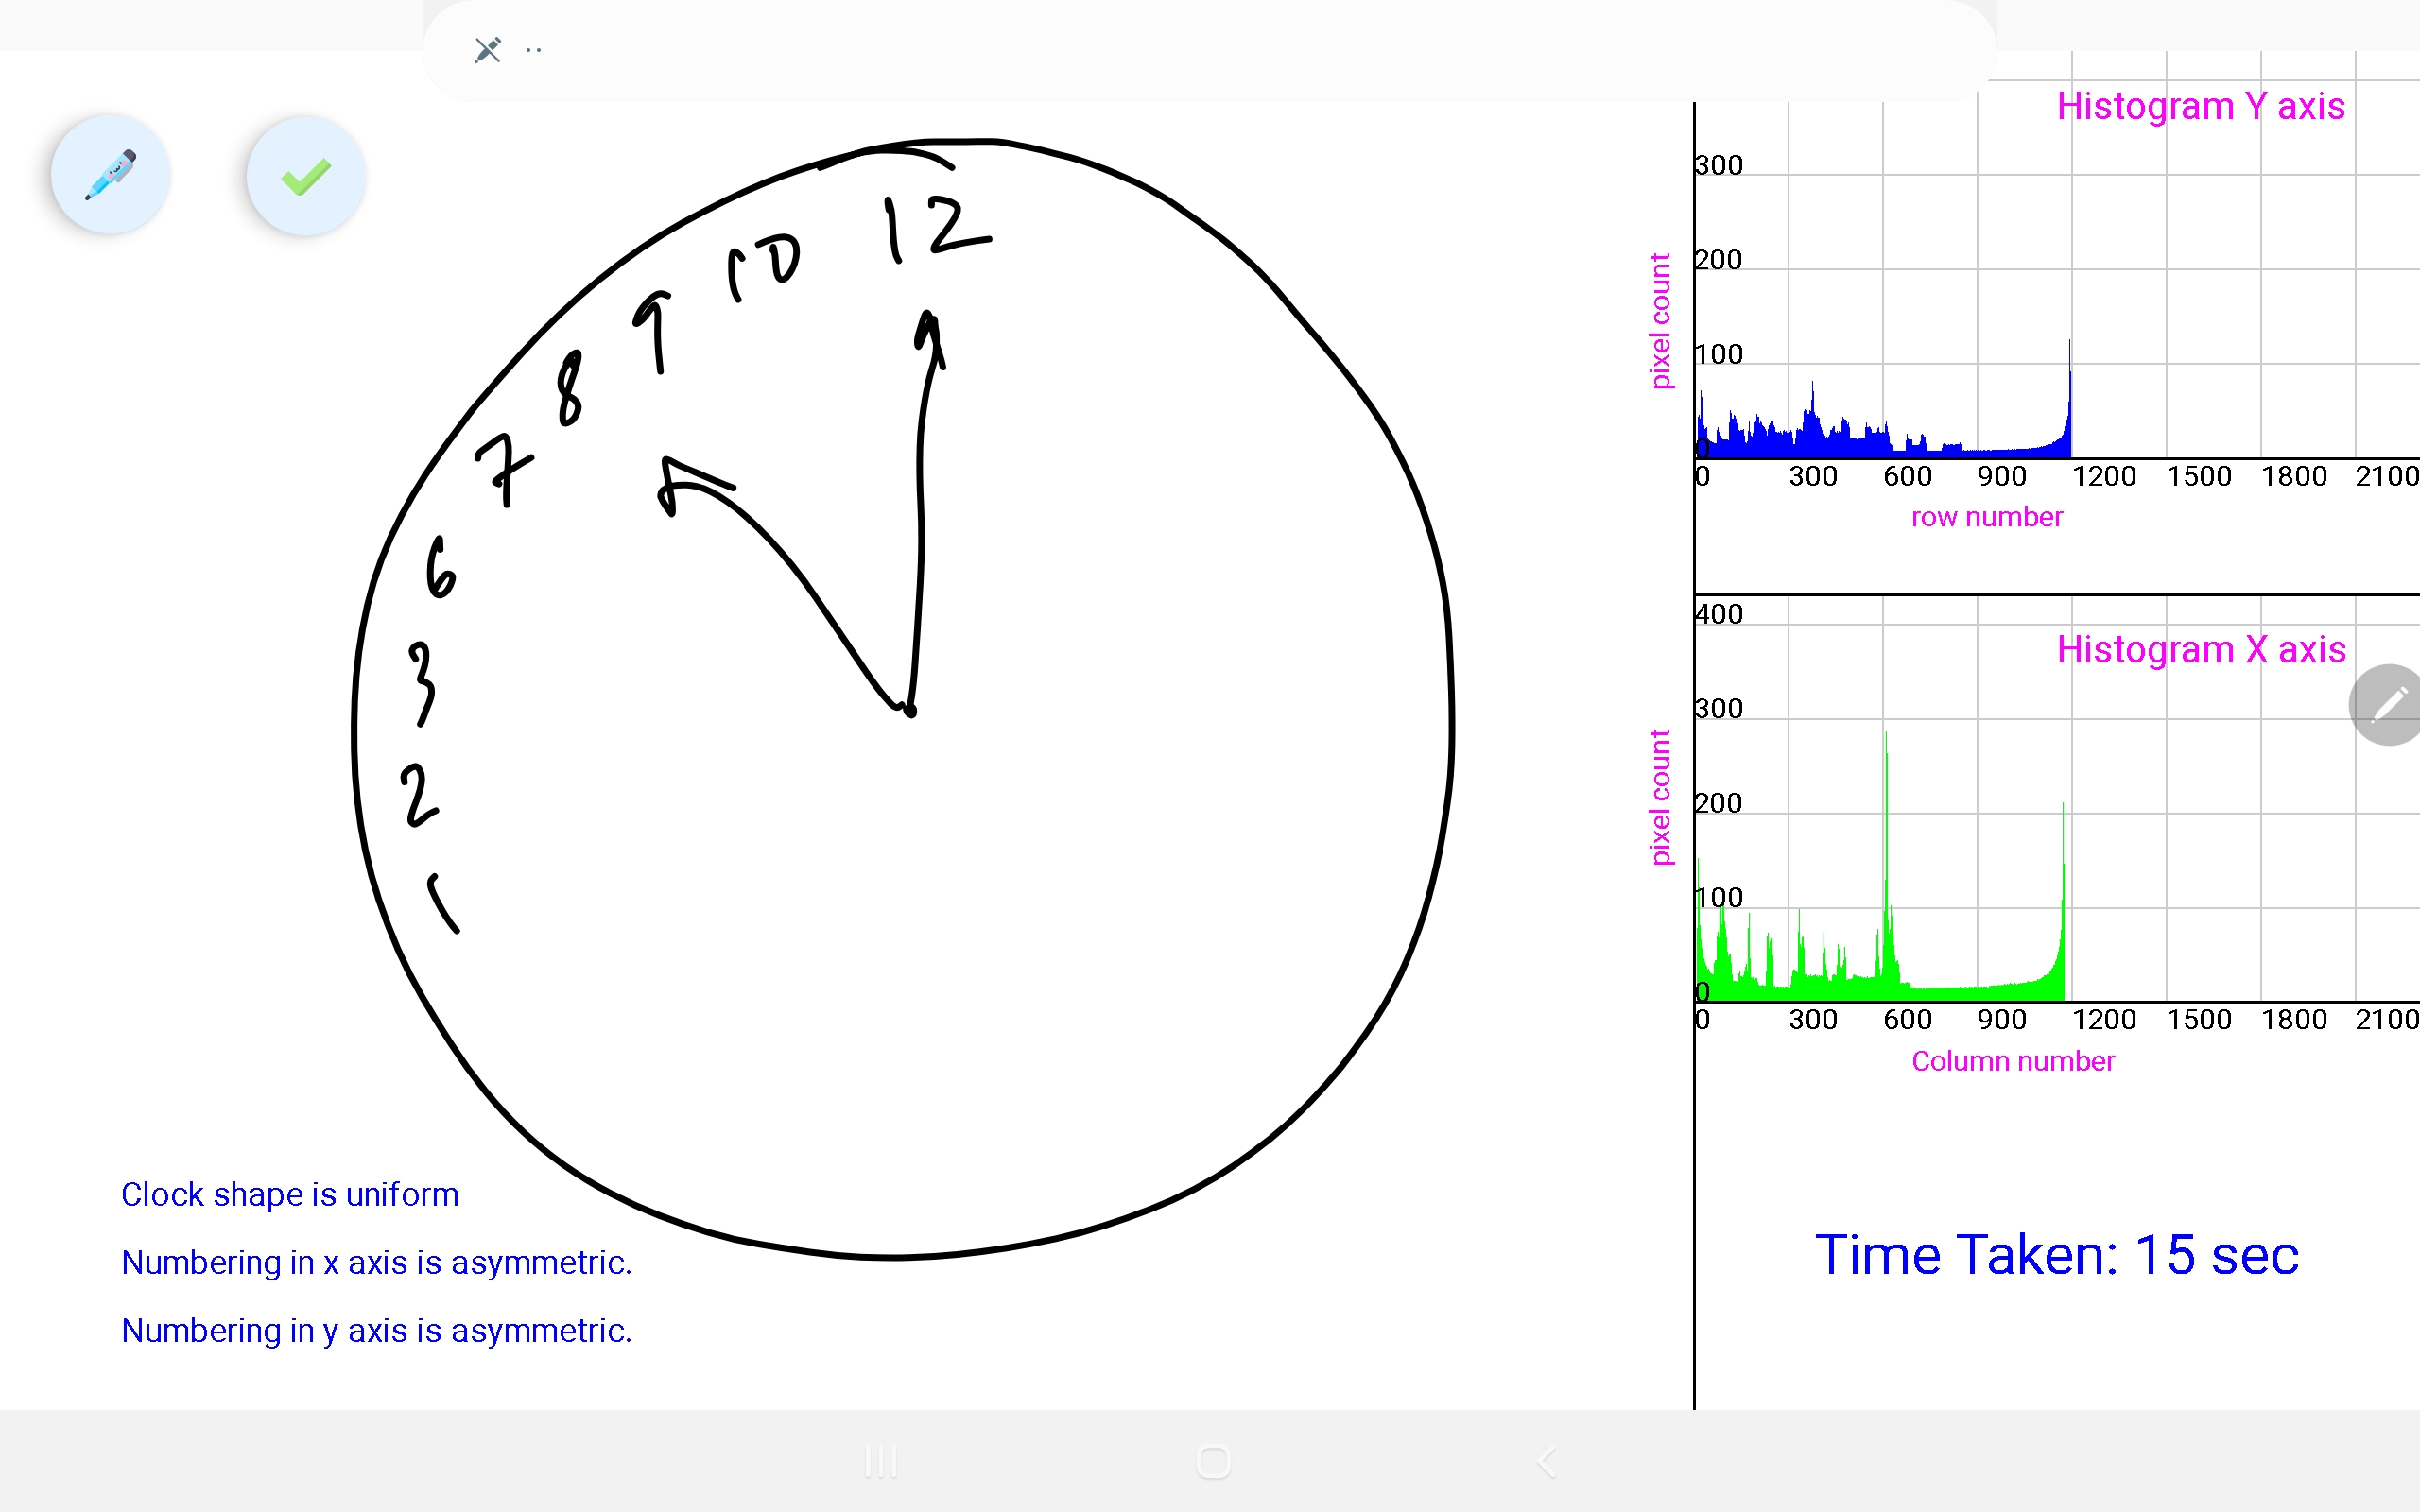 Histogram Y axis
300
200
100
0
pixel count
0 300 600 900 1200 1500 1800 2100
row number
12
10
9
8
7
6
3
2
1
400
Histogram X axis
300
200
100
0
pixel count
0 300 600 900 1200 1500 1800 2100
Column number
Clock shape is uniform
Numbering in x axis is asymmetric.
Numbering in y axis is asymmetric.
Time Taken: 15 sec